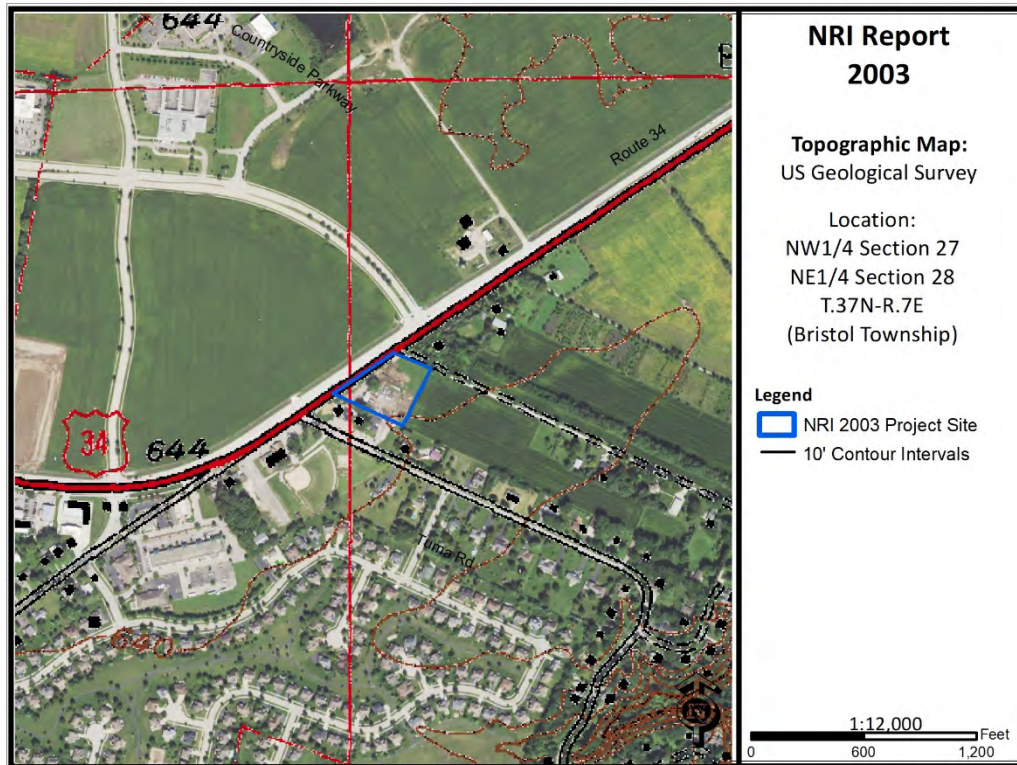 644
Countryside Parkway
Route 34
34
644
Tuma Rd
640
NRI Report
2003
Topographic Map:
US Geological Survey
Location:
NW1/4 Section 27
NE1/4 Section 28
T.37N-R.7E
(Bristol Township)
Legend
NRI 2003 Project Site
10' Contour Intervals
1:12,000
Feet
0 600 1,200